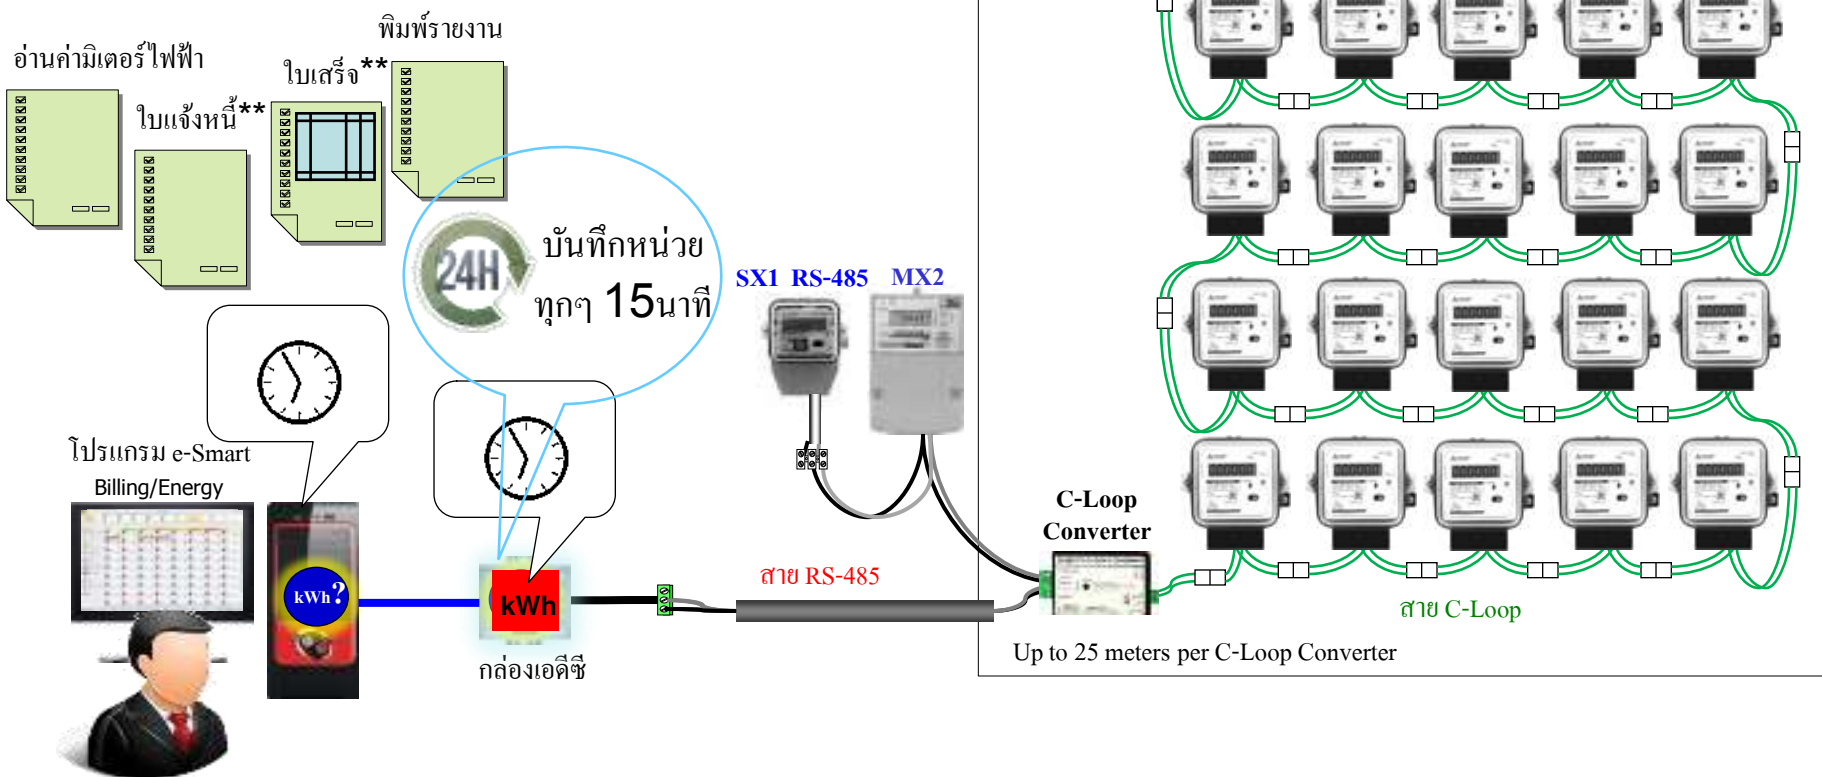 พิมพ์รายงาน
อ่านค่ามิเตอร์ไฟฟ้า
ใบเสร็จ**
ใบแจ้งหนี้**
24H
บันทึกหน่วย
ทุกๆ 15นาที
SX1 RS-485
MX2
โปรแกรม e-Smart
Billing/Energy
kWh?
kWh
กล่องเอดีซี
สาย RS-485
C-Loop
Converter
สาย C-Loop
Up to 25 meters per C-Loop Converter